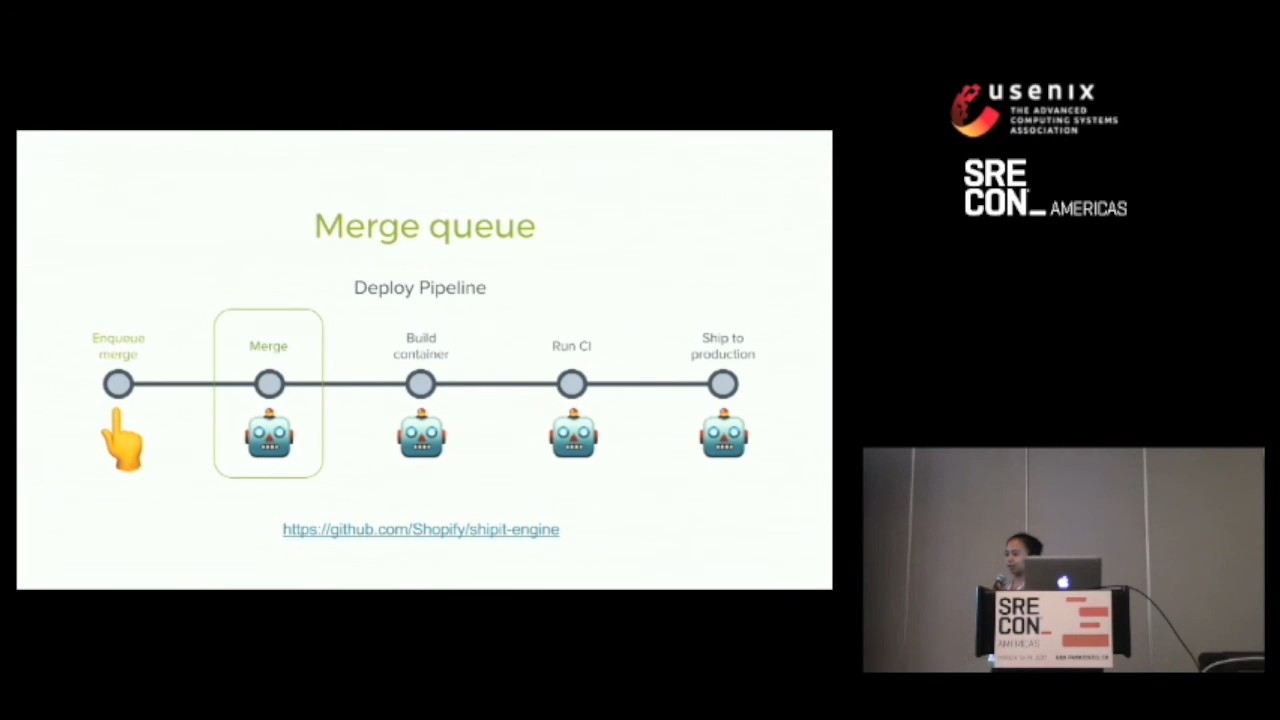 Merge queue
Deploy Pipeline
Enqueue
merge
Merge
Build
container
Run CI
Ship to
production
https://github.com/Shopify/shipit-engine
usenix
THE ADVANCED
COMPUTING SYSTEMS
ASSOCIATION
SRE
CON_ AMERICAS
SRE
CON_
AMERICAS